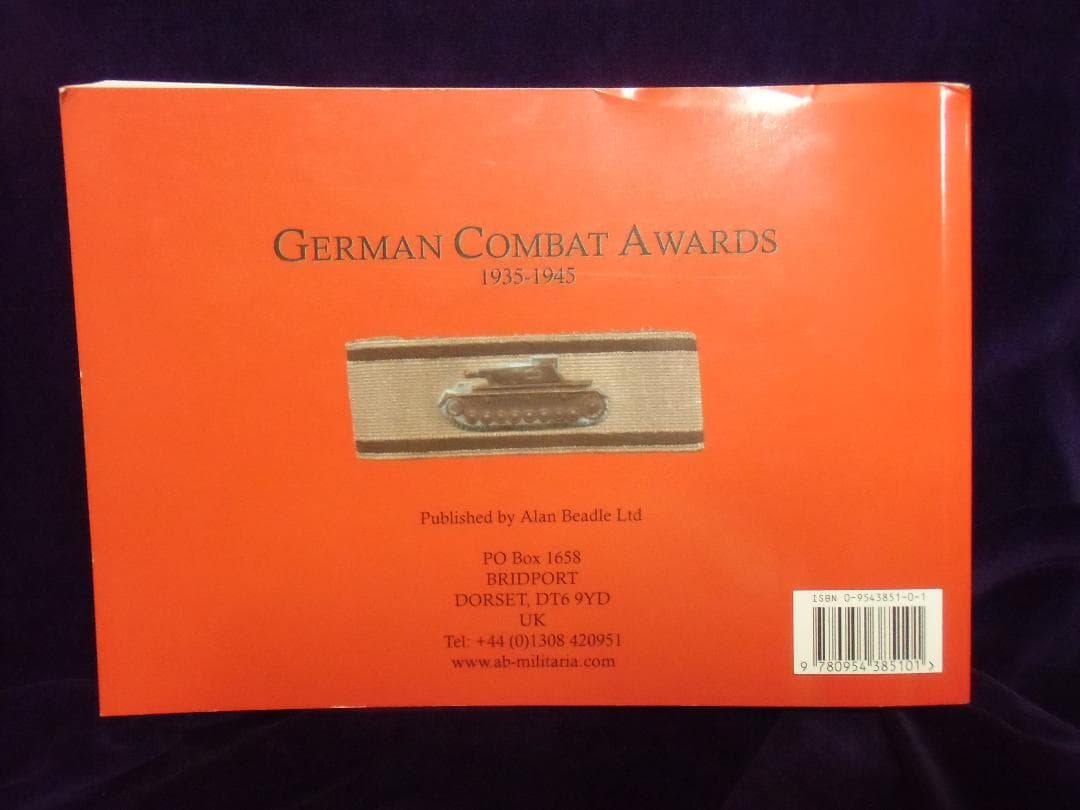 GERMAN COMBAT AWARDS
1935-1945
Published by Alan Beadle Ltd
PO Box 1658
BRIDPORT
DORSET, DT6 9YD
UK
Tel: +44 (0)1308 420951
www.ab-militaria.com
ISBN 0-9543851-0-1
9 780954 385101 >